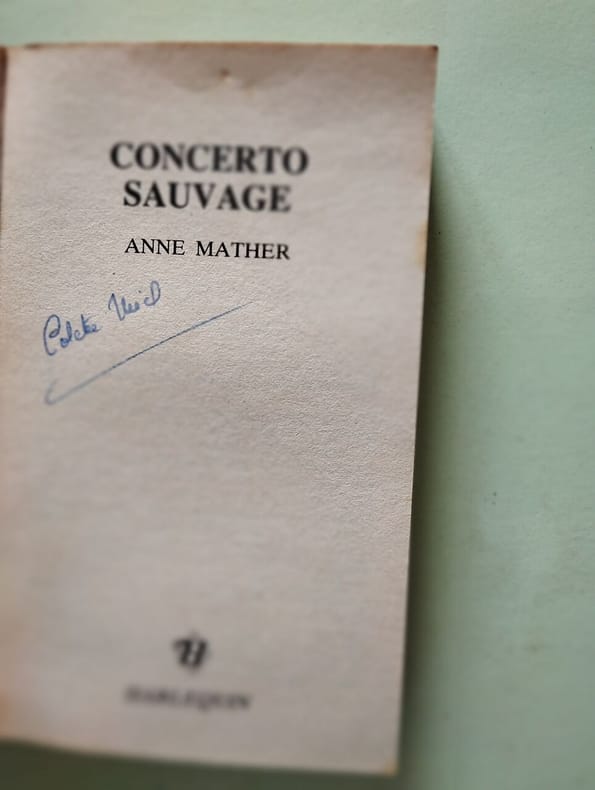 CONCERTO
SAUVAGE
ANNE MATHER
HARLEQUIN